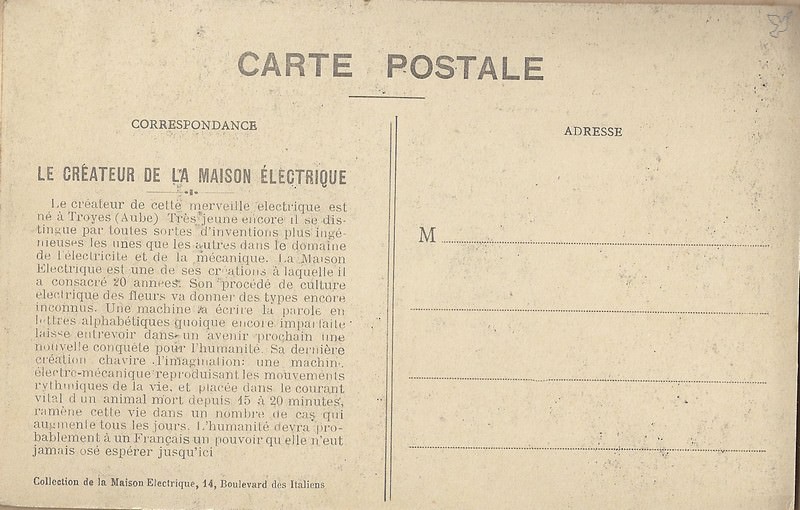 CARTE POSTALE
CORRESPONDANCE
ADRESSE
LE CRÉATEUR DE LA MAISON ÉLECTRIQUE
Le créateur de cette merveille electrique est
né à Troyes (Aube) Très jeune encore il se dis-
tingue par toutes sortes d'inventions plus ingé-
nieuses les unes que les autres dans le domaine
de l'électricite et de la mécanique. La Maison
Electrique est une de ses créations à laquelle il
a consacré 20 années. Son procédé de culture
electrique des fleurs va donner des types encore
inconnus. Une machine à écrire la parole en
lettres alphabétiques quoique encore imparfaite
laisse entrevoir dans un avenir prochain une
nouvelle conquête pour l'humanité. Sa dernière
création chavire l'imagination: une machine
électro-mécanique reproduisant les mouvements
rythmiques de la vie, et placée dans le courant
vital d'un animal mort depuis 15 à 20 minutes,
ramène cette vie dans un nombre de cas qui
augmente tous les jours. L'humanité devra pro-
bablement à un Français un pouvoir qu'elle n'eut
jamais osé espérer jusqu'ici
Collection de la Maison Electrique, 14, Boulevard des Italiens
M